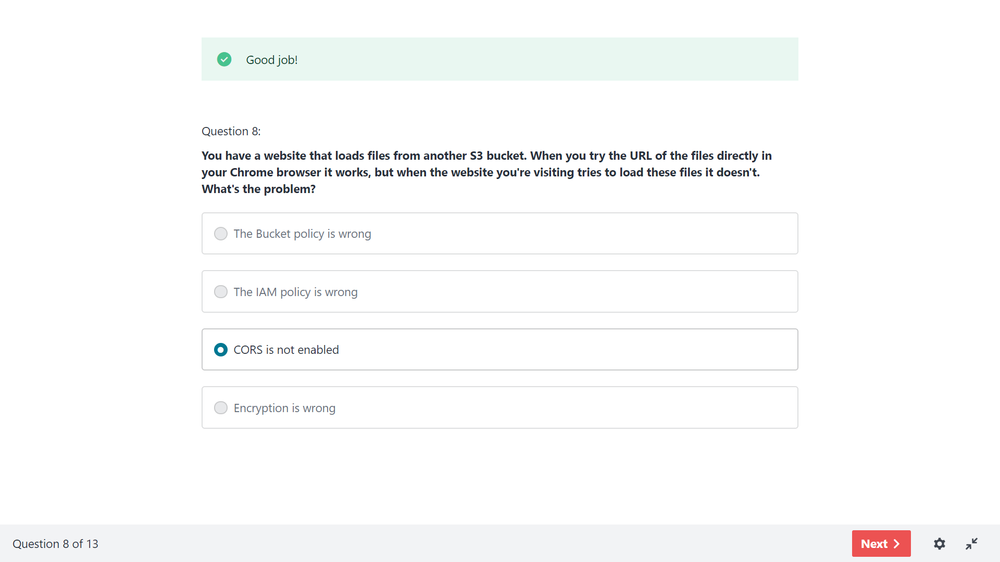 Good job!
Question 8:
You have a website that loads files from another S3 bucket. When you try the URL of the files directly in
your Chrome browser it works, but when the website you're visiting tries to load these files it doesn't.
What's the problem?
The Bucket policy is wrong
The IAM policy is wrong
CORS is not enabled
Encryption is wrong
Question 8 of 13
Next